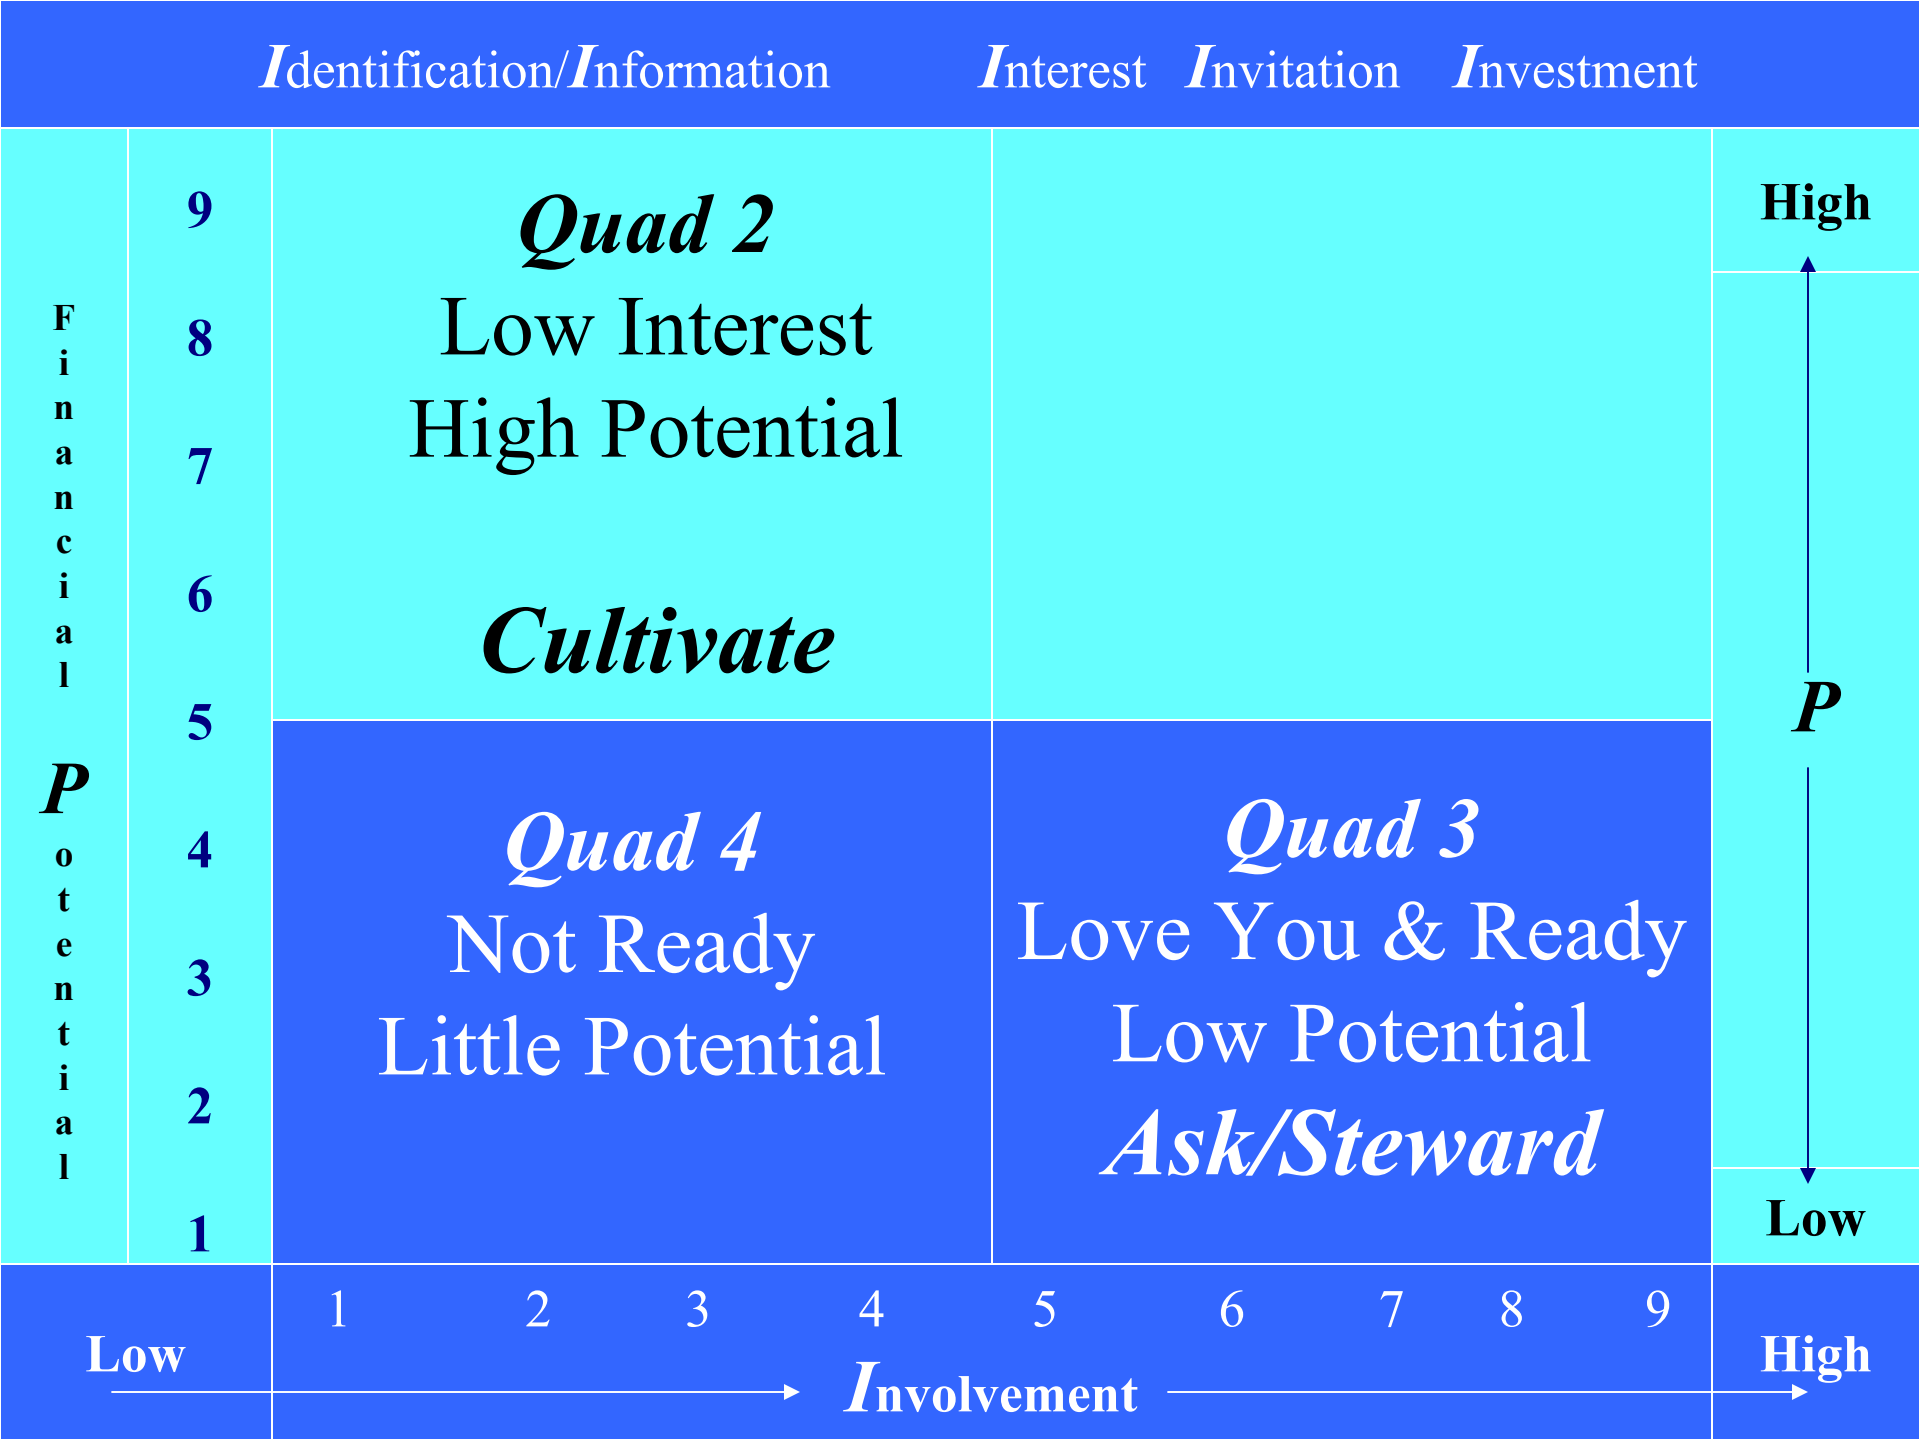 Identification/Information Interest Invitation Investment
Financial
Potential
9
8
7
6
5
4
3
2
1
Quad 2
Low Interest
High Potential
Cultivate
Quad 4
Not Ready
Little Potential
Quad 3
Love You & Ready
Low Potential
Ask/Steward
High
P
Low
1 2 3 4 5 6 7 8 9
Low
Involvement
High